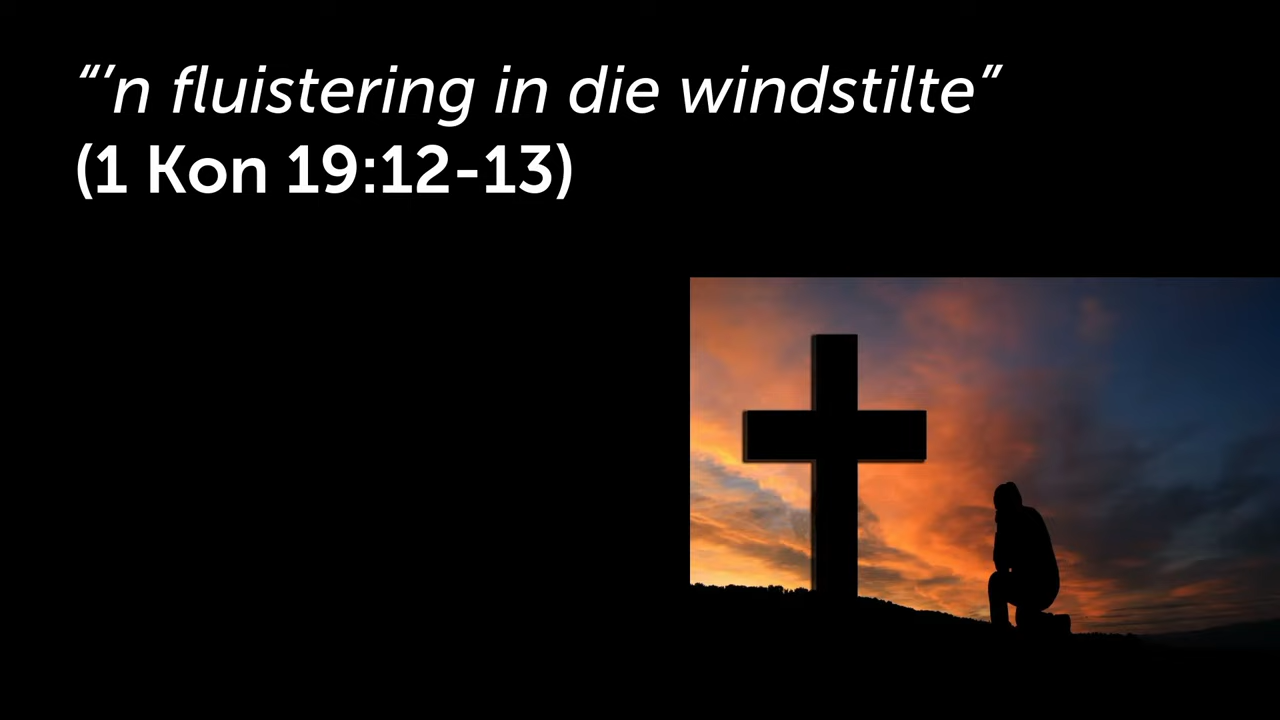 “’n fluistering in die windstilte”
(1 Kon 19:12-13)